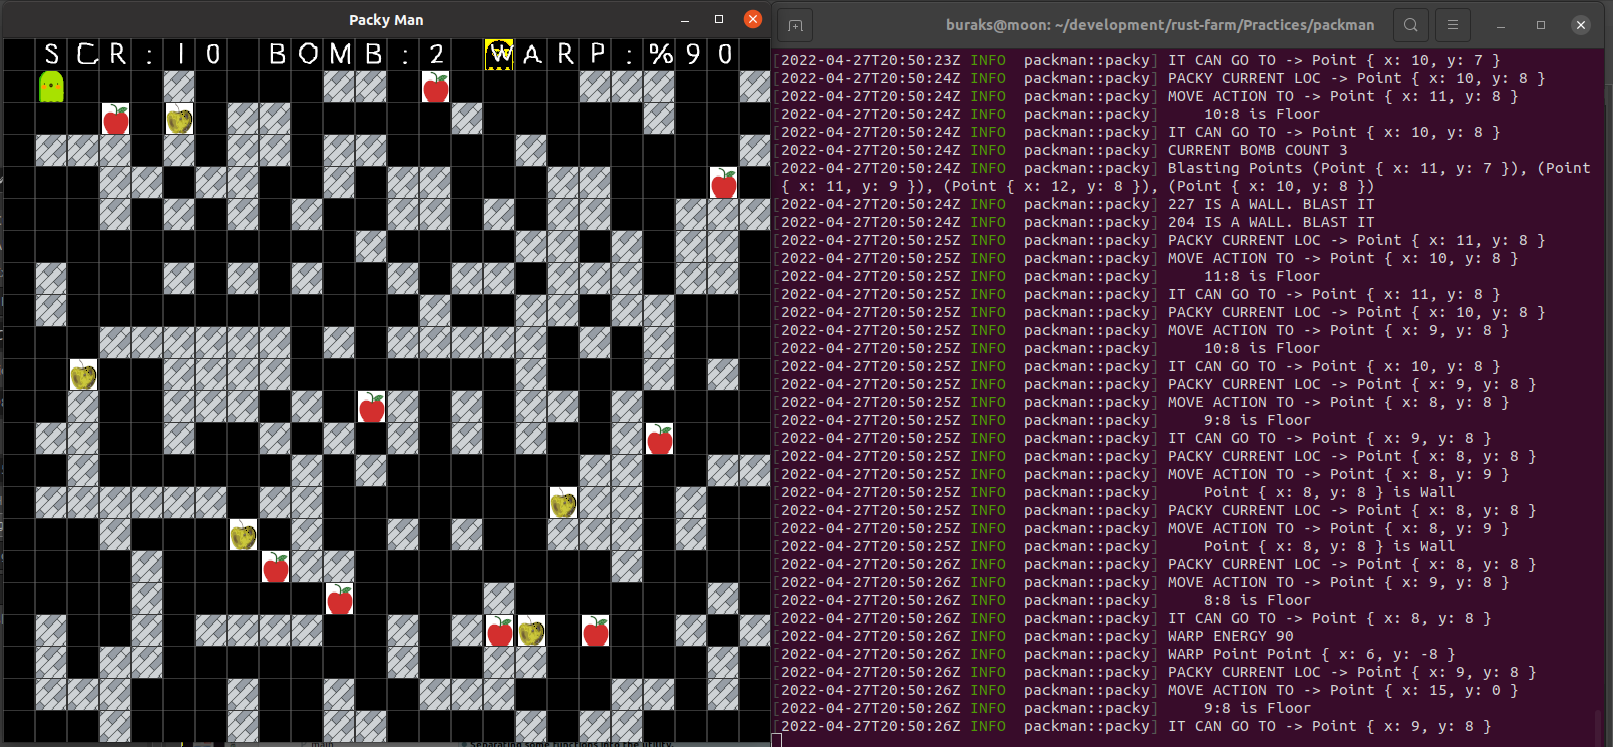 Packy Man
SCR:10 BOMB:2 WARP:%90
buraks@moon: ~/development/rust-farm/Practices/packman
[2022-04-27T20:50:23Z INFO  packman::packy] IT CAN GO TO -> Point { x: 10, y: 7 }
[2022-04-27T20:50:24Z INFO  packman::packy] PACKY CURRENT LOC -> Point { x: 10, y: 8 }
[2022-04-27T20:50:24Z INFO  packman::packy] MOVE ACTION TO -> Point { x: 11, y: 8 }
[2022-04-27T20:50:24Z INFO  packman::packy]     10:8 is Floor
[2022-04-27T20:50:24Z INFO  packman::packy] IT CAN GO TO -> Point { x: 10, y: 8 }
[2022-04-27T20:50:24Z INFO  packman::packy] CURRENT BOMB COUNT 3
[2022-04-27T20:50:24Z INFO  packman::packy] Blasting Points (Point { x: 11, y: 7 }), (Point
{ x: 11, y: 9 }), (Point { x: 12, y: 8 }), (Point { x: 10, y: 8 })
[2022-04-27T20:50:24Z INFO  packman::packy] 227 IS A WALL. BLAST IT
[2022-04-27T20:50:24Z INFO  packman::packy] 204 IS A WALL. BLAST IT
[2022-04-27T20:50:25Z INFO  packman::packy] PACKY CURRENT LOC -> Point { x: 11, y: 8 }
[2022-04-27T20:50:25Z INFO  packman::packy] MOVE ACTION TO -> Point { x: 10, y: 8 }
[2022-04-27T20:50:25Z INFO  packman::packy]     11:8 is Floor
[2022-04-27T20:50:25Z INFO  packman::packy] IT CAN GO TO -> Point { x: 11, y: 8 }
[2022-04-27T20:50:25Z INFO  packman::packy] PACKY CURRENT LOC -> Point { x: 10, y: 8 }
[2022-04-27T20:50:25Z INFO  packman::packy] MOVE ACTION TO -> Point { x: 9, y: 8 }
[2022-04-27T20:50:25Z INFO  packman::packy]     10:8 is Floor
[2022-04-27T20:50:25Z INFO  packman::packy] IT CAN GO TO -> Point { x: 10, y: 8 }
[2022-04-27T20:50:25Z INFO  packman::packy] PACKY CURRENT LOC -> Point { x: 9, y: 8 }
[2022-04-27T20:50:25Z INFO  packman::packy] MOVE ACTION TO -> Point { x: 8, y: 8 }
[2022-04-27T20:50:25Z INFO  packman::packy]     9:8 is Floor
[2022-04-27T20:50:25Z INFO  packman::packy] IT CAN GO TO -> Point { x: 9, y: 8 }
[2022-04-27T20:50:25Z INFO  packman::packy] PACKY CURRENT LOC -> Point { x: 8, y: 8 }
[2022-04-27T20:50:25Z INFO  packman::packy] MOVE ACTION TO -> Point { x: 8, y: 9 }
[2022-04-27T20:50:25Z INFO  packman::packy]     Point { x: 8, y: 8 } is Wall
[2022-04-27T20:50:25Z INFO  packman::packy] PACKY CURRENT LOC -> Point { x: 8, y: 8 }
[2022-04-27T20:50:25Z INFO  packman::packy] MOVE ACTION TO -> Point { x: 8, y: 9 }
[2022-04-27T20:50:25Z INFO  packman::packy]     Point { x: 8, y: 8 } is Wall
[2022-04-27T20:50:26Z INFO  packman::packy] PACKY CURRENT LOC -> Point { x: 8, y: 8 }
[2022-04-27T20:50:26Z INFO  packman::packy] MOVE ACTION TO -> Point { x: 9, y: 8 }
[2022-04-27T20:50:26Z INFO  packman::packy]     8:8 is Floor
[2022-04-27T20:50:26Z INFO  packman::packy] IT CAN GO TO -> Point { x: 8, y: 8 }
[2022-04-27T20:50:26Z INFO  packman::packy] WARP ENERGY 90
[2022-04-27T20:50:26Z INFO  packman::packy] WARP Point Point { x: 6, y: -8 }
[2022-04-27T20:50:26Z INFO  packman::packy] PACKY CURRENT LOC -> Point { x: 9, y: 8 }
[2022-04-27T20:50:26Z INFO  packman::packy] MOVE ACTION TO -> Point { x: 15, y: 0 }
[2022-04-27T20:50:26Z INFO  packman::packy]     9:8 is Floor
[2022-04-27T20:50:26Z INFO  packman::packy] IT CAN GO TO -> Point { x: 9, y: 8 }
main
Separating some functions into the utility.